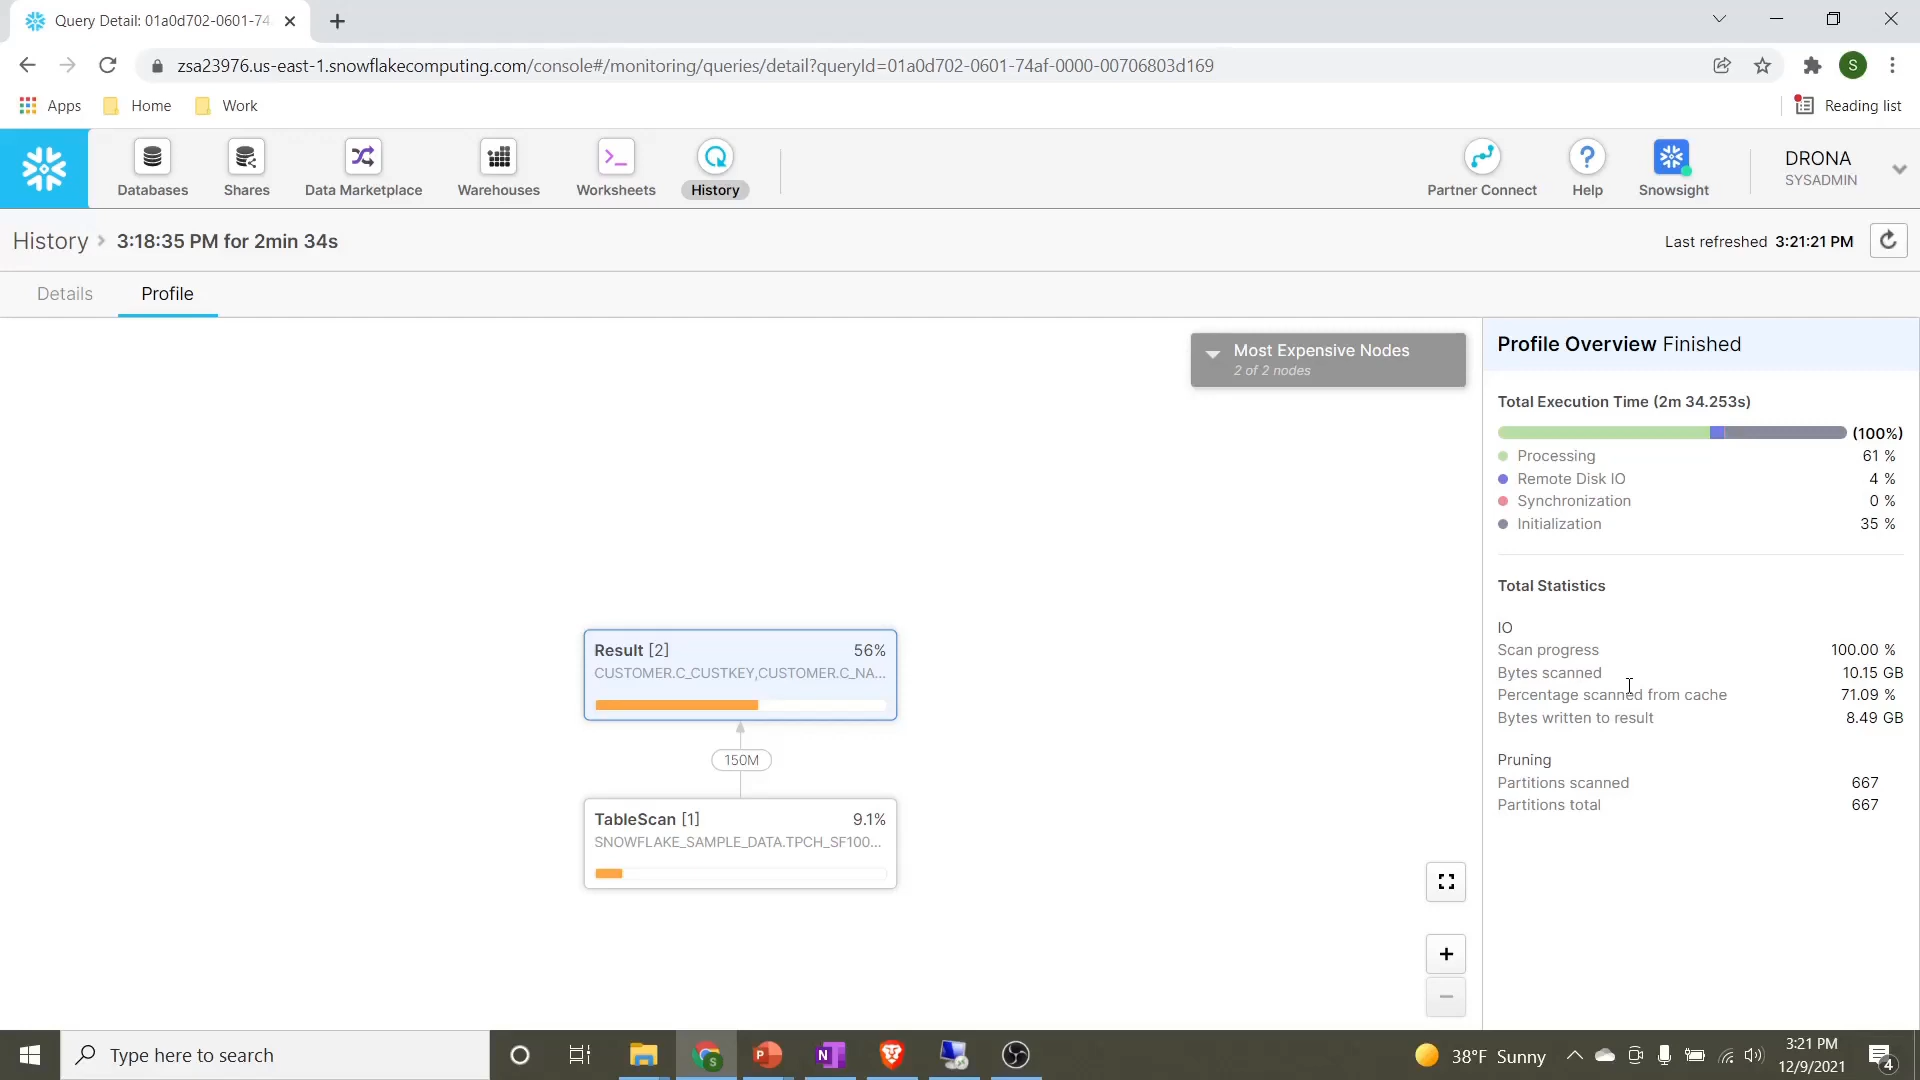 Query Detail: 01a0d702-0601-74
zsa23976.us-east-1.snowflakecomputing.com/console#/monitoring/queries/detail?queryId=01a0d702-0601-74af-0000-00706803d169
S
Apps
Home
Work
Reading list
Databases
Shares
Data Marketplace
Warehouses
Worksheets
History
Partner Connect
Help
Snowsight
DRONA
SYSADMIN
History > 3:18:35 PM for 2min 34s
Last refreshed 3:21:21 PM
Details
Profile
Most Expensive Nodes
2 of 2 nodes
Result [2] 56%
CUSTOMER.C_CUSTKEY,CUSTOMER.C_NA...
150M
TableScan [1] 9.1%
SNOWFLAKE_SAMPLE_DATA.TPCH_SF100...
Profile Overview Finished
Total Execution Time (2m 34.253s)
(100%)
Processing 61 %
Remote Disk IO 4 %
Synchronization 0 %
Initialization 35 %
Total Statistics
IO
Scan progress 100.00 %
Bytes scanned 10.15 GB
Percentage scanned from cache 71.09 %
Bytes written to result 8.49 GB
Pruning
Partitions scanned 667
Partitions total 667
Type here to search
38°F Sunny
3:21 PM
12/9/2021
4